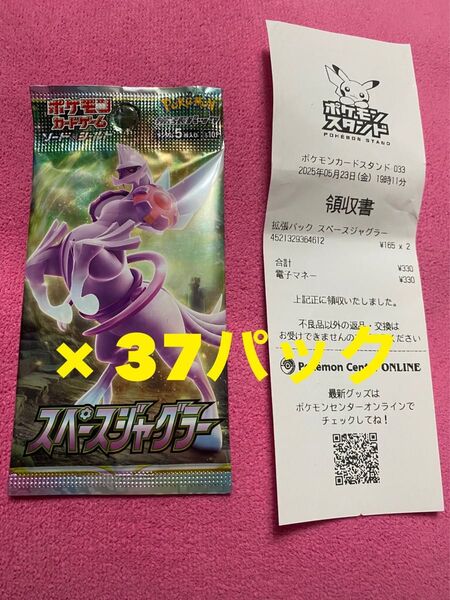 ポケモン
カードゲーム
ソード&シールド
Pokémon
スペースジャグラー
× 37パック
ポケモン
スタンド
POKÉMON STAND
ポケモンカードスタンド 033
2025年05月23日(金) 19時11分
領収書
拡張パック スペースジャグラー
4521329364612 ¥165 x 2
合計 ¥330
電子マネー ¥330
上記正に領収いたしました。
不良品以外の返品・交換は
お受けできませんので
ください
Pokémon Center ONLINE
最新グッズは
ポケモンセンターオンラインで
チェックしてね!